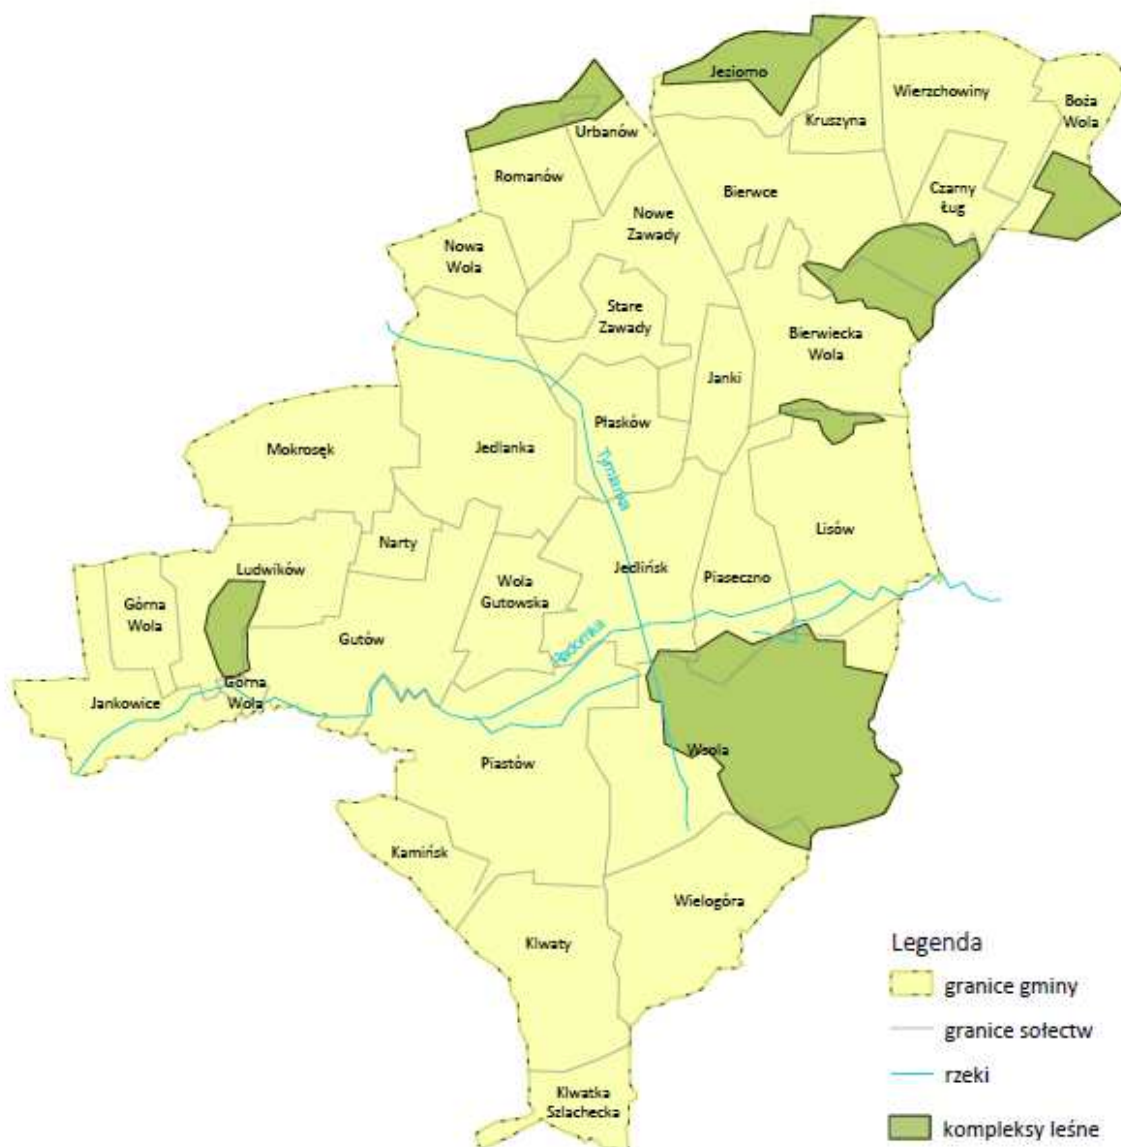 Jeziorno
Kruszyna
Wierzchowiny
Boża
Wola
Urbanów
Romanów
Bierwce
Czarny
Ług
Nowe
Zawady
Nowa
Wola
Stare
Zawady
Bierwiecka
Wola
Janki
Płasków
Mokrosęk
Jedlanka
Tymianka
Lisów
Narty
Ludwików
Wola
Gutowska
Jedlińsk
Piaseczno
Górna
Wola
Gutów
Radomka
Górna
Wola
Jankowice
Wsola
Piastów
Kamińsk
Wielogóra
Klwaty
Klwatka
Szlachecka
Legenda
granice gminy
granice sołectw
rzeki
kompleksy leśne